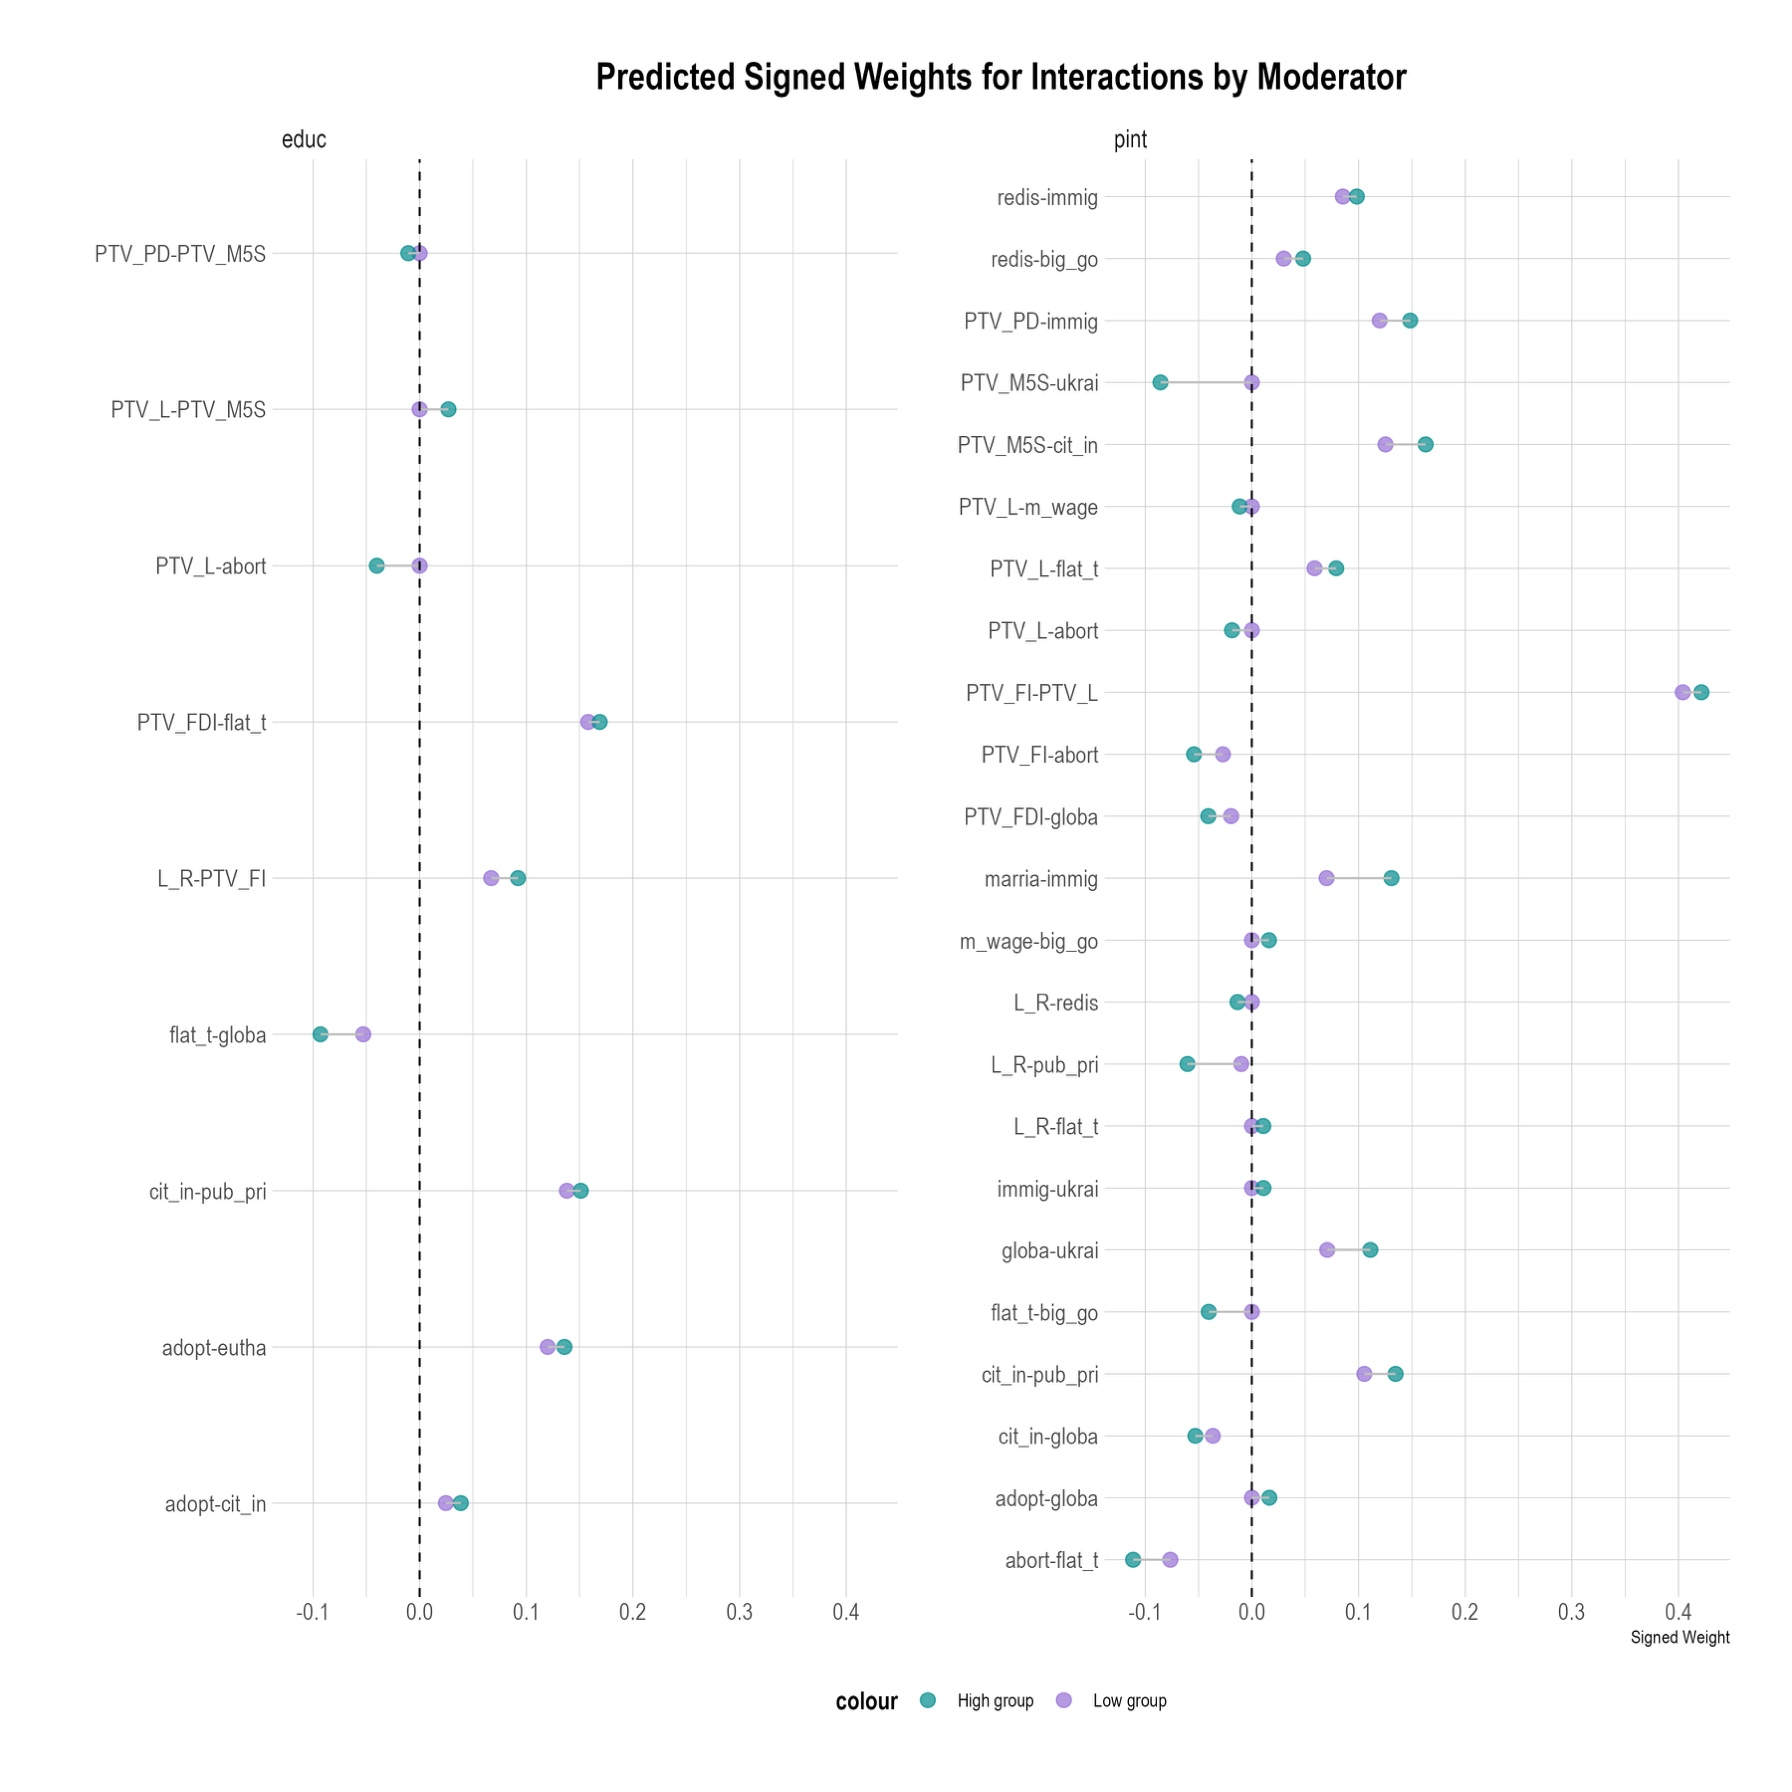 Predicted Signed Weights for Interactions by Moderator
educ
PTV_PD-PTV_M5S
PTV_L-PTV_M5S
PTV_L-abort
PTV_FDI-flat_t
L_R-PTV_FI
flat_t-globa
cit_in-pub_pri
adopt-eutha
adopt-cit_in
-0.1 0.0 0.1 0.2 0.3 0.4
pint
redis-immig
redis-big_go
PTV_PD-immig
PTV_M5S-ukrai
PTV_M5S-cit_in
PTV_L-m_wage
PTV_L-flat_t
PTV_L-abort
PTV_FI-PTV_L
PTV_FI-abort
PTV_FDI-globa
marria-immig
m_wage-big_go
L_R-redis
L_R-pub_pri
L_R-flat_t
immig-ukrai
globa-ukrai
flat_t-big_go
cit_in-pub_pri
cit_in-globa
adopt-globa
abort-flat_t
-0.1 0.0 0.1 0.2 0.3 0.4
Signed Weight
colour High group Low group